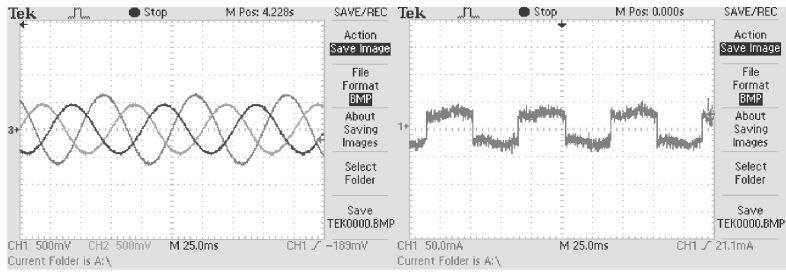 Tek Stop M Pos: 4.228s SAVE/REC
Action
Save Image
File
Format
BMP
3+
About
Saving
Images
Select
Folder
Save
TEK0000.BMP
CH1 500mV CH2 500mV M 25.0ms CH1 -189mV
Current Folder is A:\
Tek Stop M Pos: 0.000s SAVE/REC
Action
Save Image
File
Format
BMP
1+
About
Saving
Images
Select
Folder
Save
TEK0000.BMP
CH1 50.0mA M 25.0ms CH1 21.1mA
Current Folder is A:\